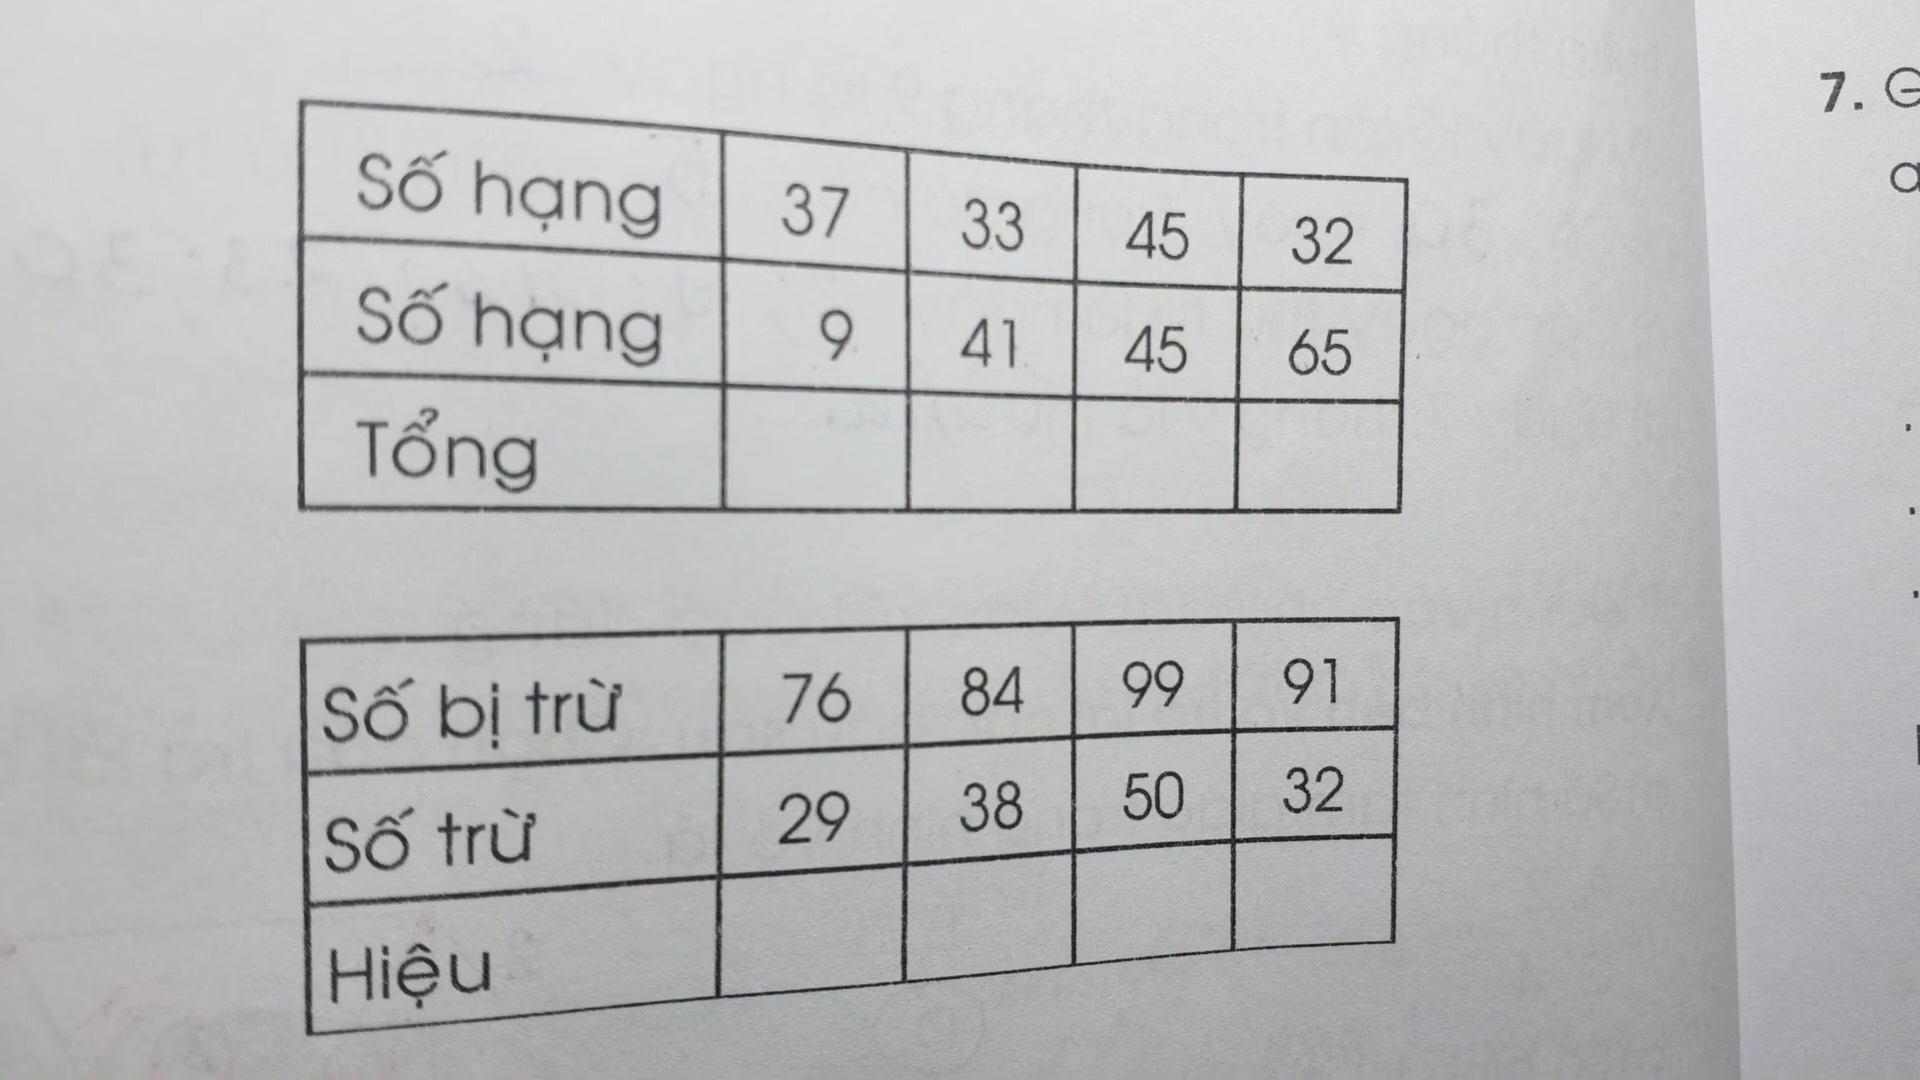 Số hạng 37 33 45 32
Số hạng 9 41 45 65
Tổng
Số bị trừ 76 84 99 91
Số trừ 29 38 50 32
Hiệu
7.